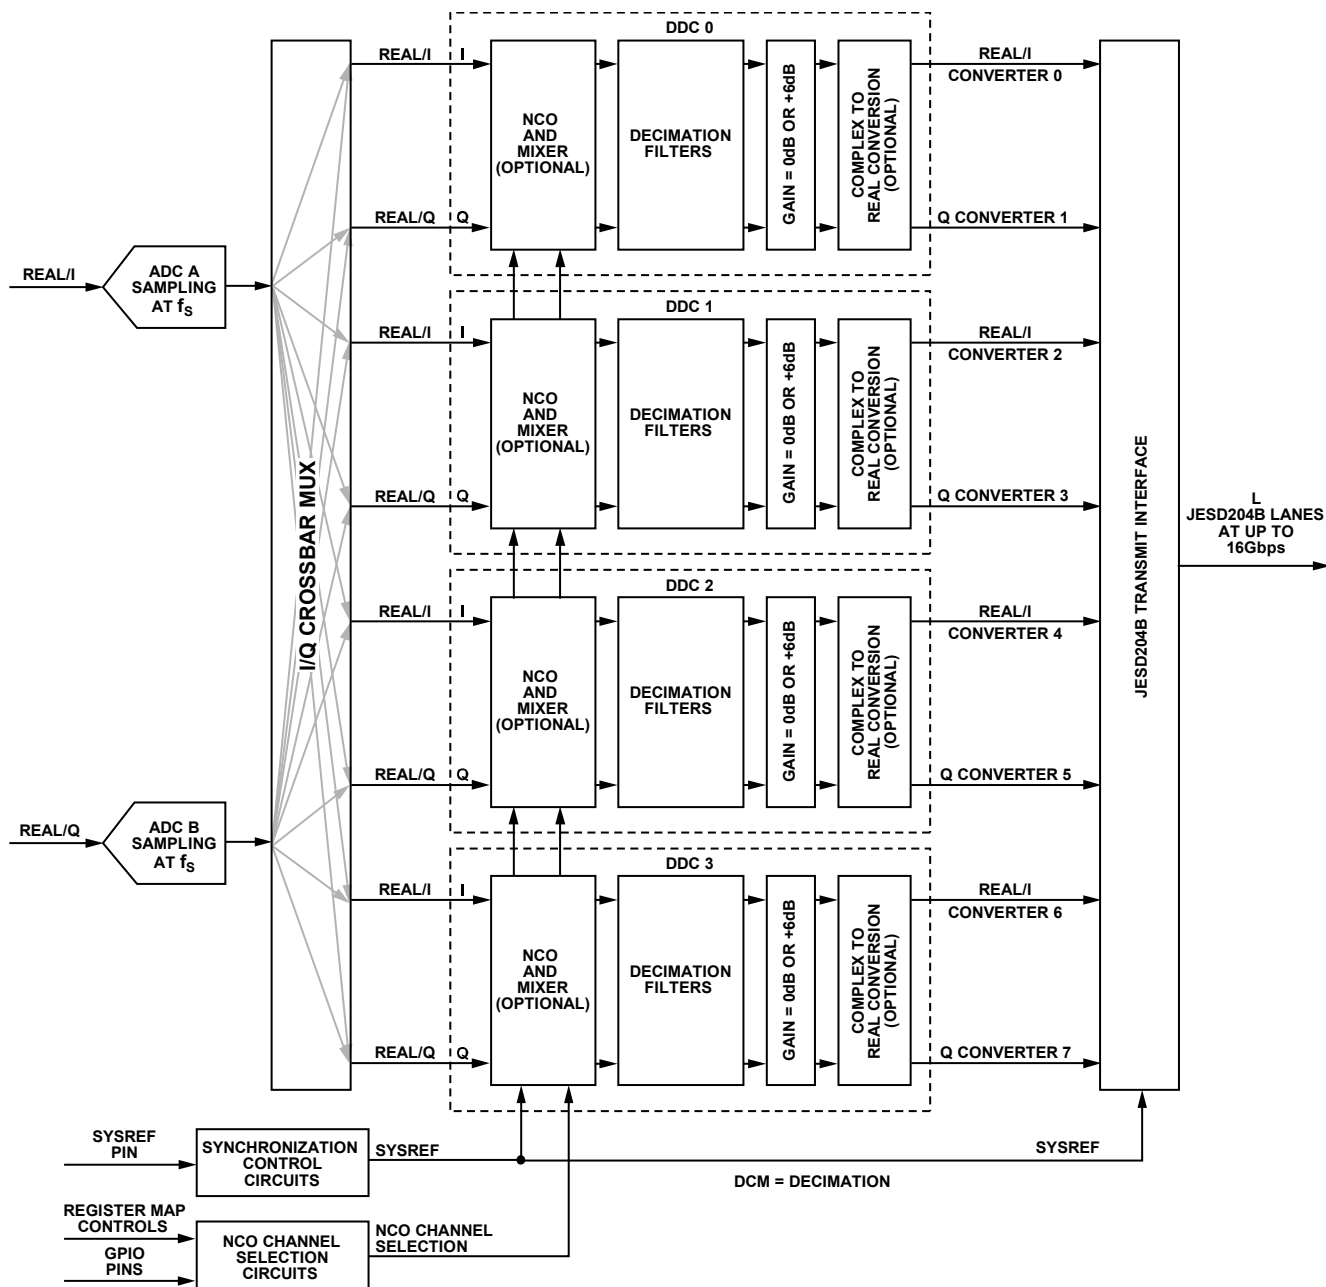 DDC 0
REAL/I
I
REAL/Q
Q
NCO
AND
MIXER
(OPTIONAL)
DECIMATION
FILTERS
GAIN = 0dB OR +6dB
COMPLEX TO
REAL CONVERSION
(OPTIONAL)
REAL/I
CONVERTER 0
Q CONVERTER 1
REAL/I
ADC A
SAMPLING
AT fS
I/Q CROSSBAR MUX
DDC 1
REAL/I
I
REAL/Q
Q
NCO
AND
MIXER
(OPTIONAL)
DECIMATION
FILTERS
GAIN = 0dB OR +6dB
COMPLEX TO
REAL CONVERSION
(OPTIONAL)
REAL/I
CONVERTER 2
Q CONVERTER 3
JESD204B TRANSMIT INTERFACE
L
JESD204B LANES
AT UP TO
16Gbps
DDC 2
REAL/I
I
REAL/Q
Q
NCO
AND
MIXER
(OPTIONAL)
DECIMATION
FILTERS
GAIN = 0dB OR +6dB
COMPLEX TO
REAL CONVERSION
(OPTIONAL)
REAL/I
CONVERTER 4
Q CONVERTER 5
REAL/Q
ADC B
SAMPLING
AT fS
DDC 3
REAL/I
I
REAL/Q
Q
NCO
AND
MIXER
(OPTIONAL)
DECIMATION
FILTERS
GAIN = 0dB OR +6dB
COMPLEX TO
REAL CONVERSION
(OPTIONAL)
REAL/I
CONVERTER 6
Q CONVERTER 7
SYSREF
PIN
SYNCHRONIZATION
CONTROL
CIRCUITS
SYSREF
SYSREF
DCM = DECIMATION
REGISTER MAP
CONTROLS
GPIO
PINS
NCO CHANNEL
SELECTION
CIRCUITS
NCO CHANNEL
SELECTION